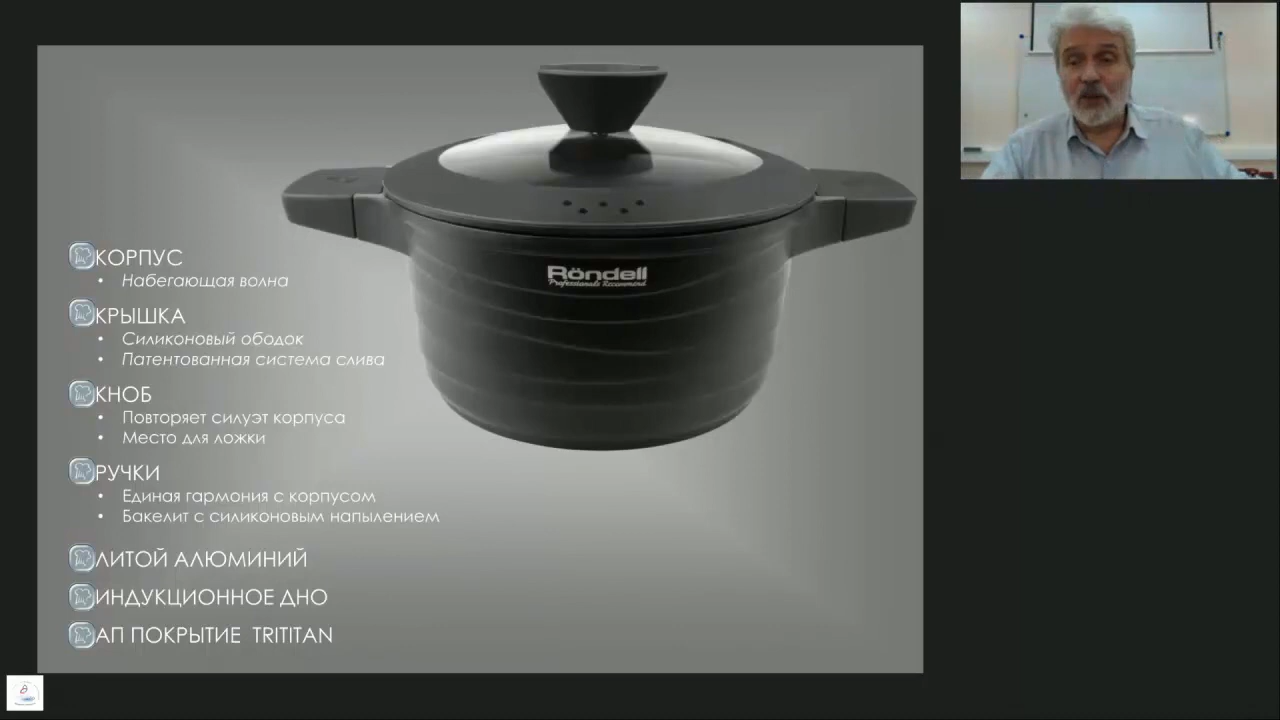 Röndell
Professionals Recommend
КОРПУС
• Набегающая волна
КРЫШКА
• Силиконовый ободок
• Патентованная система слива
КНОБ
• Повторяет силуэт корпуса
• Место для ложки
РУЧКИ
• Единая гармония с корпусом
• Бакелит с силиконовым напылением
ЛИТОЙ АЛЮМИНИЙ
ИНДУКЦИОННОЕ ДНО
АП ПОКРЫТИЕ TRITITAN